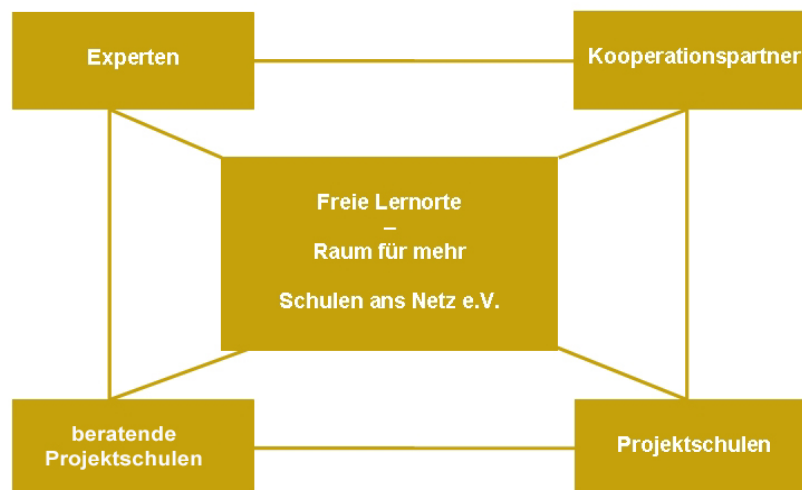 Experten
Kooperationspartner
Freie Lernorte
–
Raum für mehr
Schulen ans Netz e.V.
beratende
Projektschulen
Projektschulen